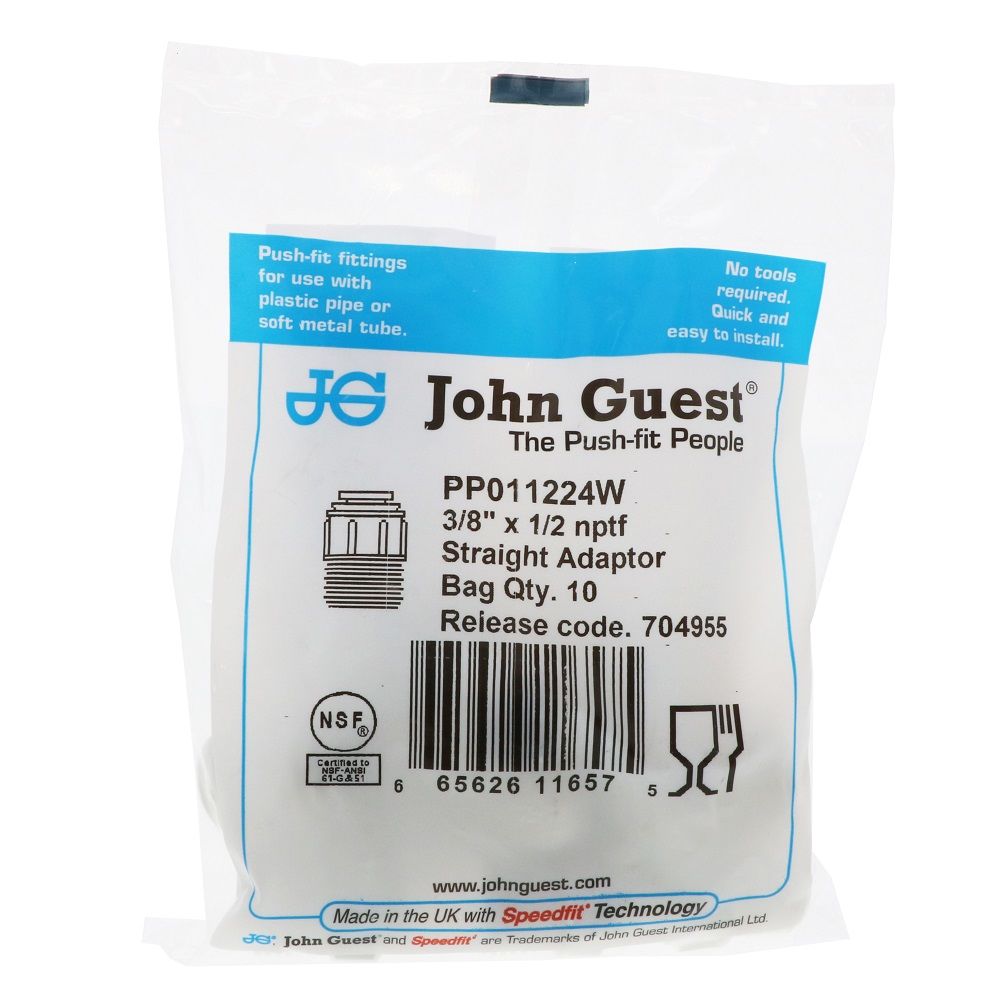 Push-fit fittings
for use with
plastic pipe or
soft metal tube.
No tools
required.
Quick and
easy to install.
JG John Guest®
The Push-fit People
PP011224W
3/8" x 1/2 nptf
Straight Adaptor
Bag Qty. 10
Release code. 704955
NSF®
Certified to
NSF-ANSI
61-G & 51
6 65626 11657 5
www.johnguest.com
Made in the UK with Speedfit® Technology
JG® John Guest® and Speedfit® are Trademarks of John Guest International Ltd.